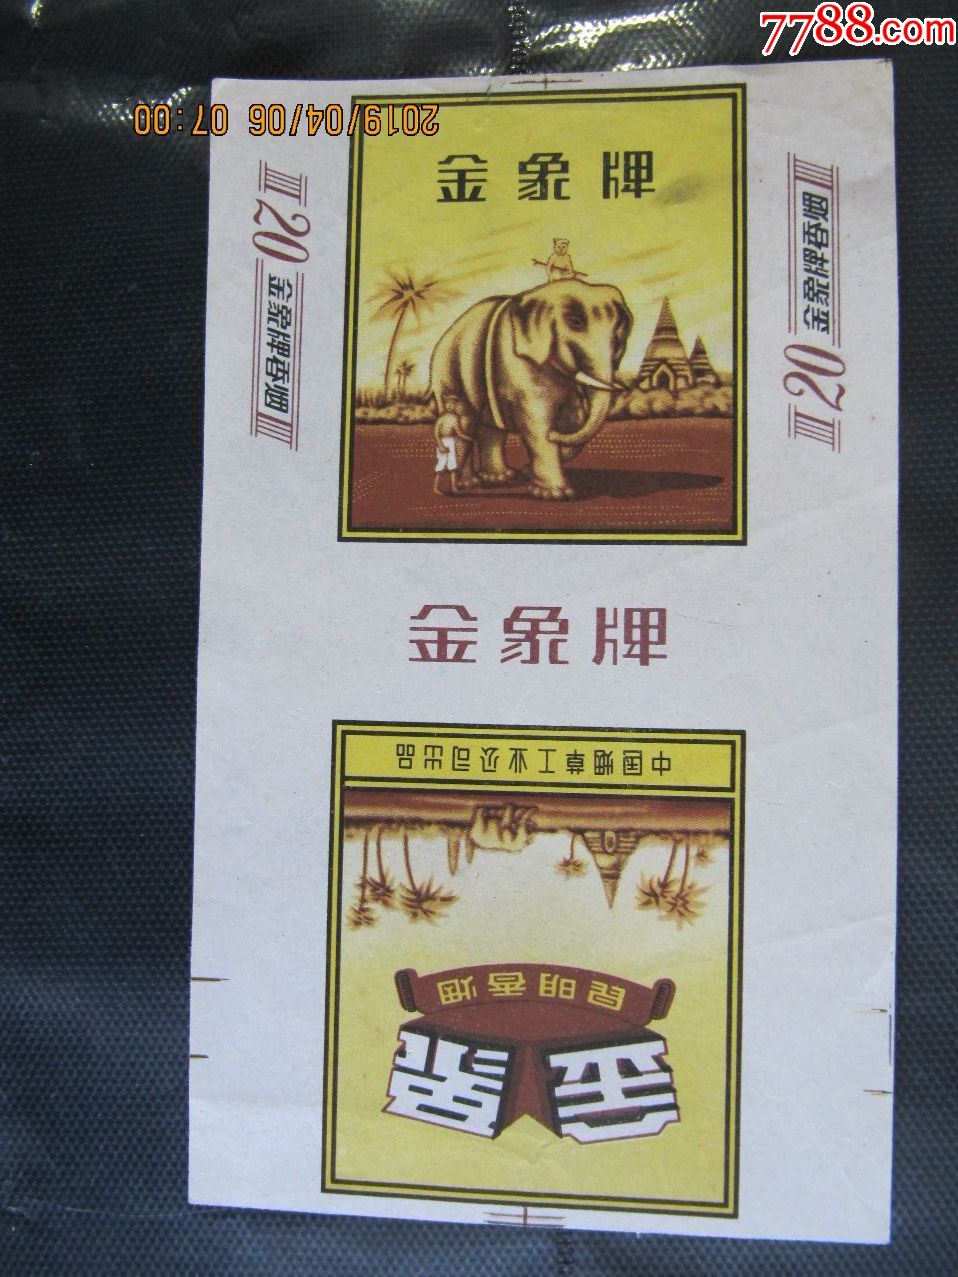 7788.com
2019/04/06 07:00
金象牌
20 金象牌香烟
金象牌香烟 20
金象牌
中国烟草工业公司出品
昆明香烟
金象